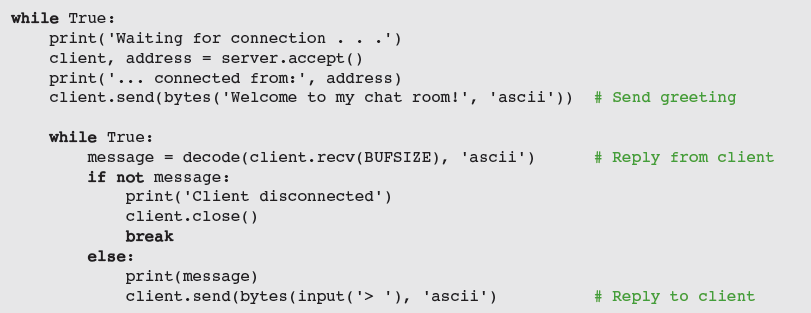 while True:
    print('Waiting for connection . . .')
    client, address = server.accept()
    print('... connected from:', address)
    client.send(bytes('Welcome to my chat room!', 'ascii'))  # Send greeting

    while True:
        message = decode(client.recv(BUFSIZE), 'ascii')      # Reply from client
        if not message:
            print('Client disconnected')
            client.close()
            break
        else:
            print(message)
            client.send(bytes(input('> '), 'ascii')          # Reply to client